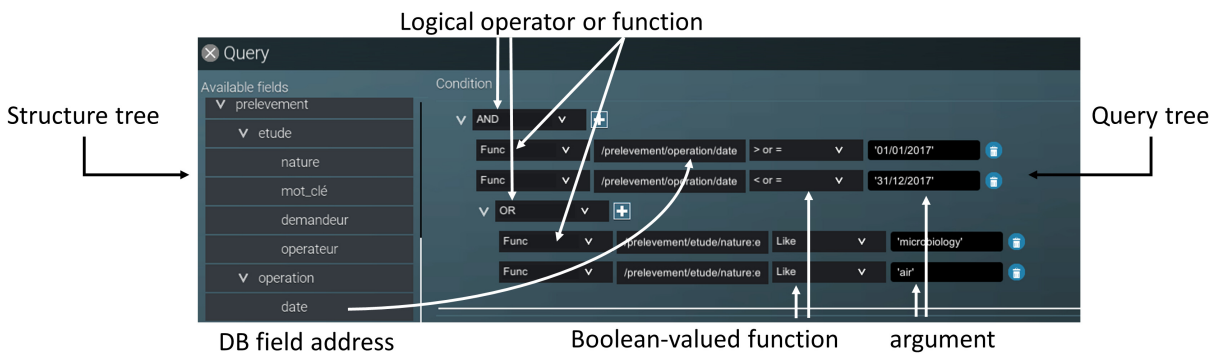 Logical operator or function
Query
Available fields
Condition
Structure tree
Query tree
prelevement
etude
nature
mot_clé
demandeur
operateur
operation
date
AND
Func /prelevement/operation/date > or = '01/01/2017'
Func /prelevement/operation/date < or = '31/12/2017'
OR
Func /prelevement/etude/nature:e Like 'microbiology'
Func /prelevement/etude/nature:e Like 'air'
DB field address
Boolean-valued function
argument